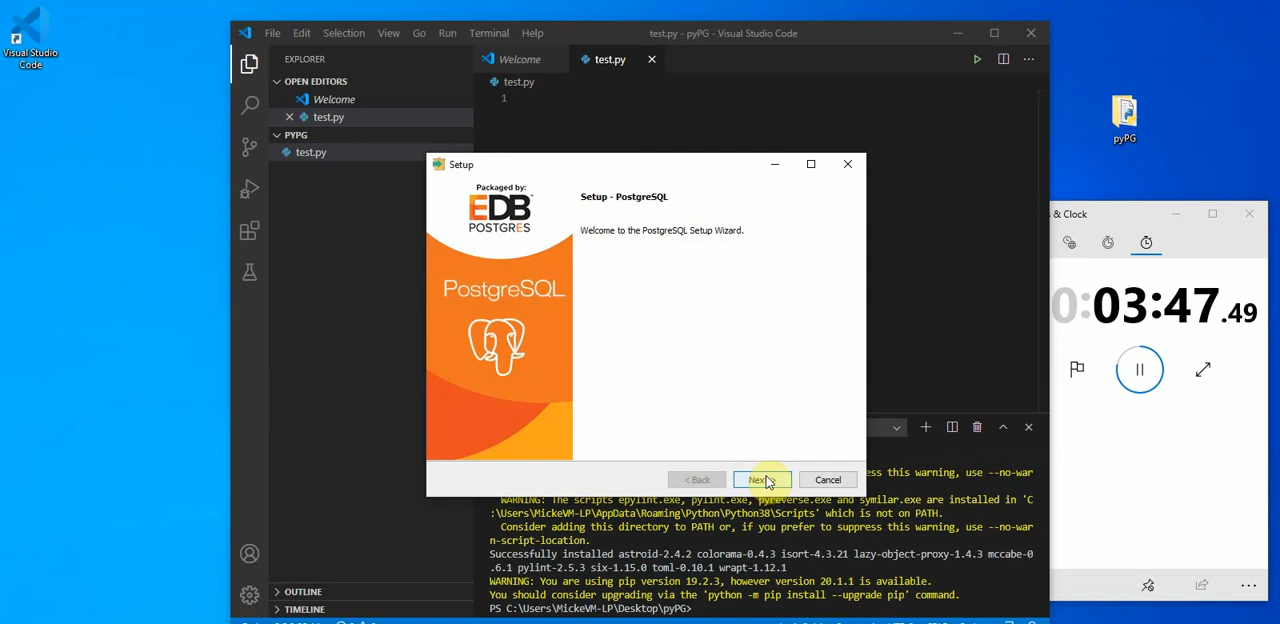 Visual Studio
Code
File Edit Selection View Go Run Terminal Help
test.py - pyPG - Visual Studio Code
EXPLORER
OPEN EDITORS
Welcome
test.py
PYPG
test.py
OUTLINE
TIMELINE
Welcome
test.py
test.py
1
Setup
Packaged by:
EDB
POSTGRES
PostgreSQL
Setup - PostgreSQL
Welcome to the PostgreSQL Setup Wizard.
< Back
Next >
Cancel
ess this warning, use --no-war
WARNING: The scripts epylint.exe, pylint.exe, pyreverse.exe and symilar.exe are installed in 'C
:\Users\MickeVM-LP\AppData\Roaming\Python\Python38\Scripts' which is not on PATH.
Consider adding this directory to PATH or, if you prefer to suppress this warning, use --no-war
n-script-location.
Successfully installed astroid-2.4.2 colorama-0.4.3 isort-4.3.21 lazy-object-proxy-1.4.3 mccabe-0
.6.1 pylint-2.5.3 six-1.15.0 toml-0.10.1 wrapt-1.12.1
WARNING: You are using pip version 19.2.3, however version 20.1.1 is available.
You should consider upgrading via the 'python -m pip install --upgrade pip' command.
PS C:\Users\MickeVM-LP\Desktop\pyPG>
pyPG
s & Clock
0:03:47.49